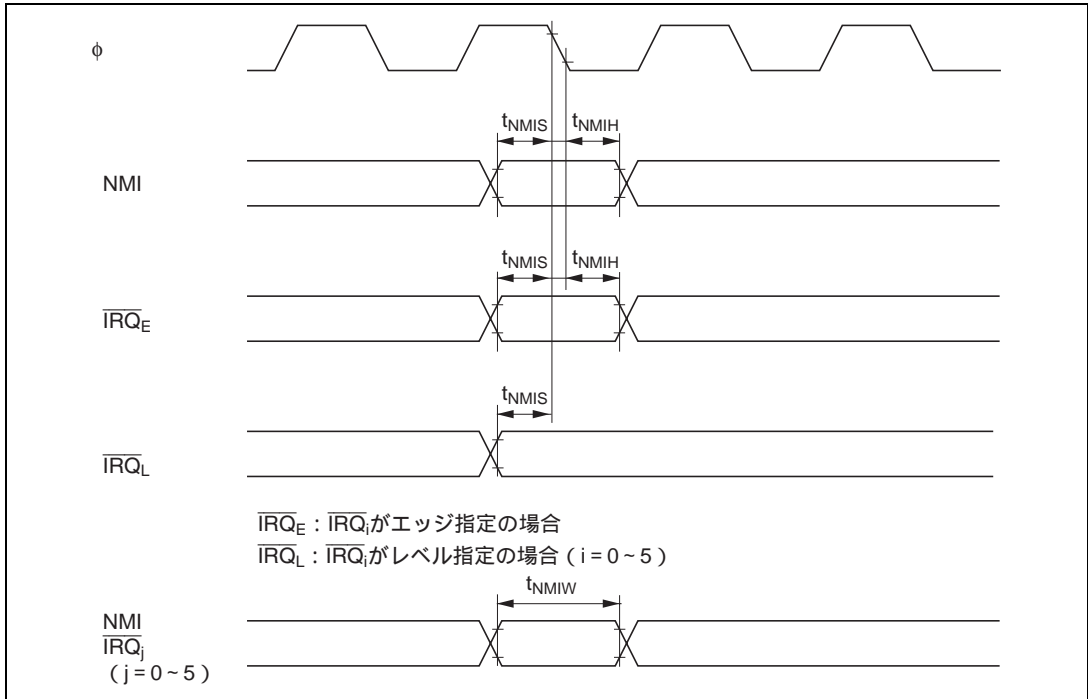 φ
tNMIS tNMIH
NMI
tNMIS tNMIH
IRQE
tNMIS
IRQL
IRQE : IRQiがエッジ指定の場合
IRQL : IRQiがレベル指定の場合 ( i = 0 ~ 5 )
tNMIW
NMI
IRQj
( j = 0 ~ 5 )